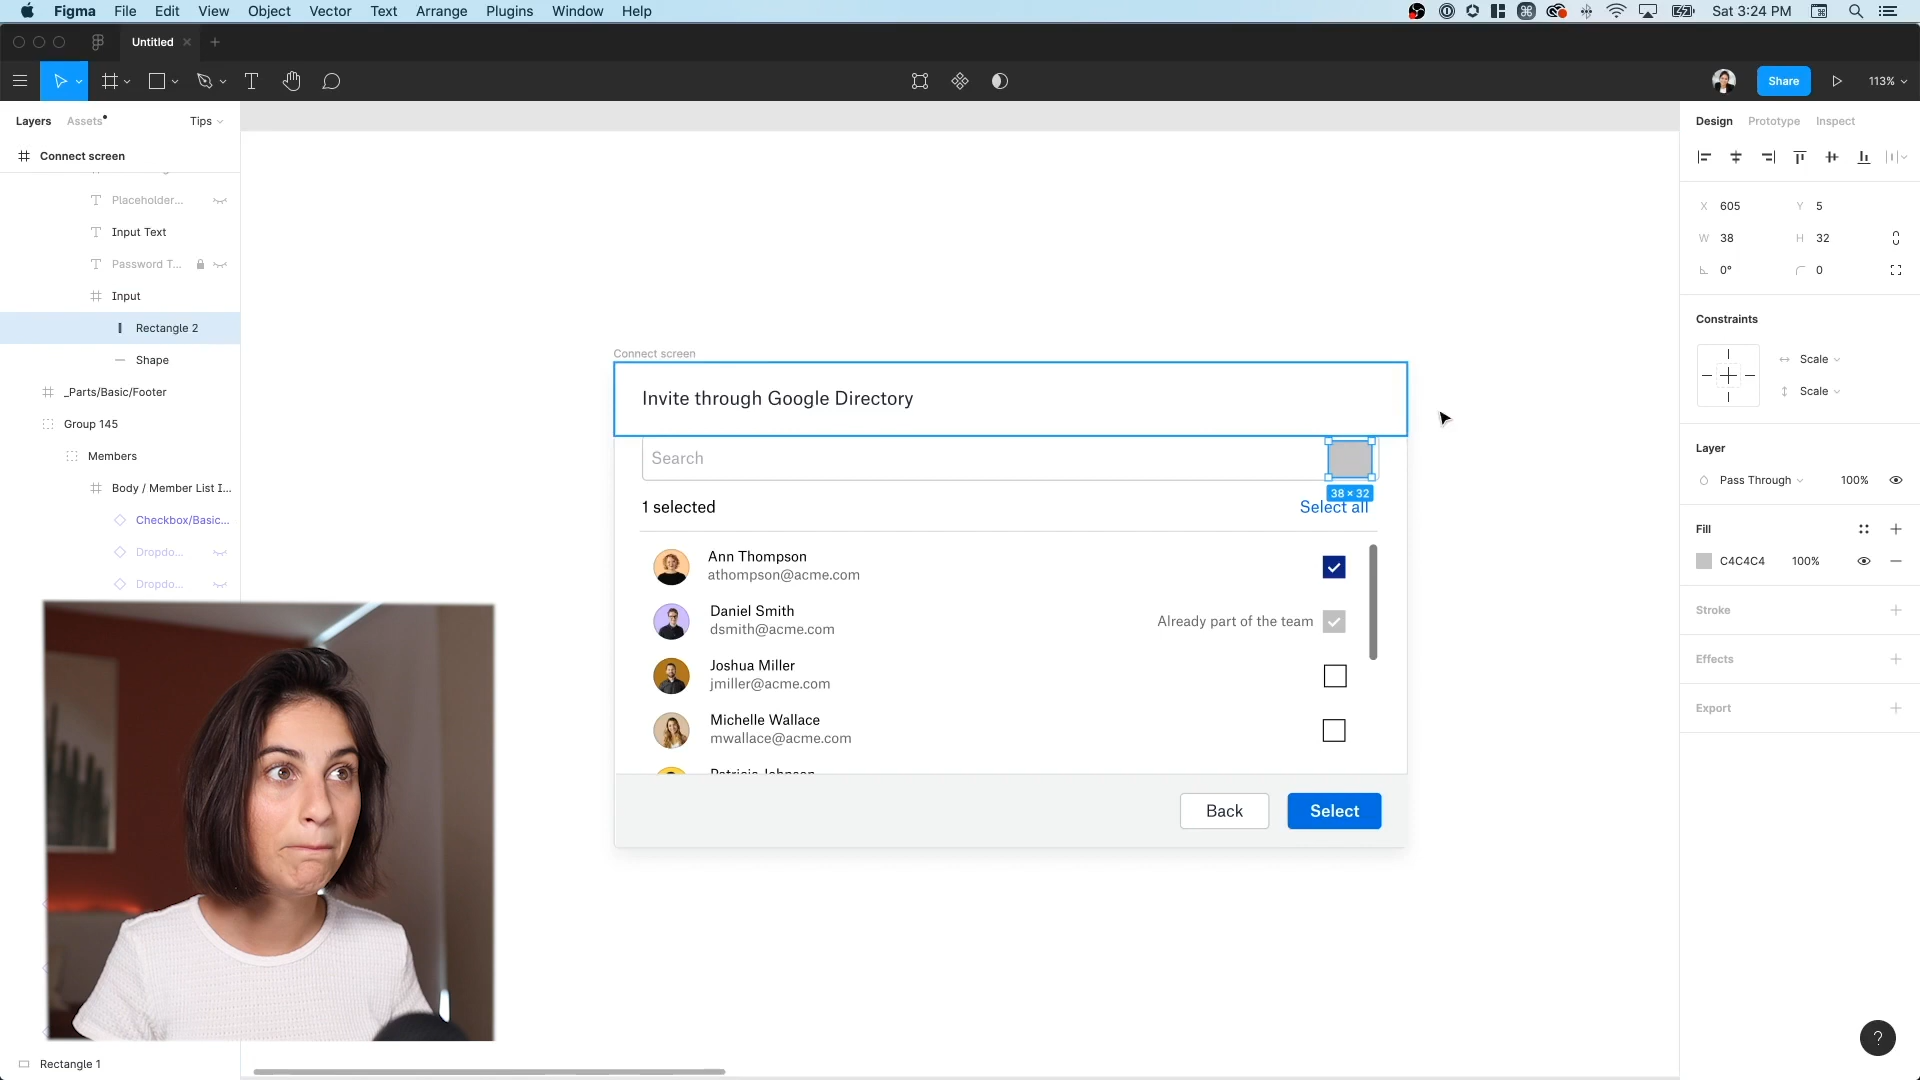 Figma File Edit View Object Vector Text Arrange Plugins Window Help
Sat 3:24 PM
Untitled
Share
113%
Layers Assets Tips
Connect screen
Placeholder...
Input Text
Password T...
Input
Rectangle 2
Shape
_Parts/Basic/Footer
Group 145
Members
Body / Member List I...
Checkbox/Basic...
Dropdo...
Dropdo...
Rectangle 1
Connect screen
Invite through Google Directory
Search
38 × 32
1 selected
Select all
Ann Thompson
athompson@acme.com
Daniel Smith
dsmith@acme.com
Already part of the team
Joshua Miller
jmiller@acme.com
Michelle Wallace
mwallace@acme.com
Back
Select
Design Prototype Inspect
X 605 Y 5
W 38 H 32
0° 0
Constraints
Scale
Scale
Layer
Pass Through 100%
Fill
C4C4C4 100%
Stroke
Effects
Export
?